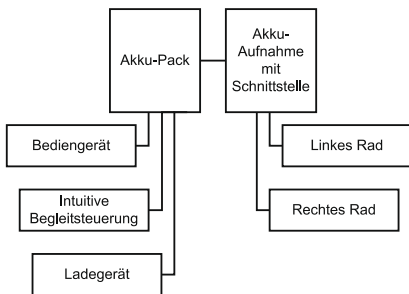 Akku-Pack
Akku-
Aufnahme
mit
Schnittstelle
Bediengerät
Linkes Rad
Intuitive
Begleitsteuerung
Rechtes Rad
Ladegerät